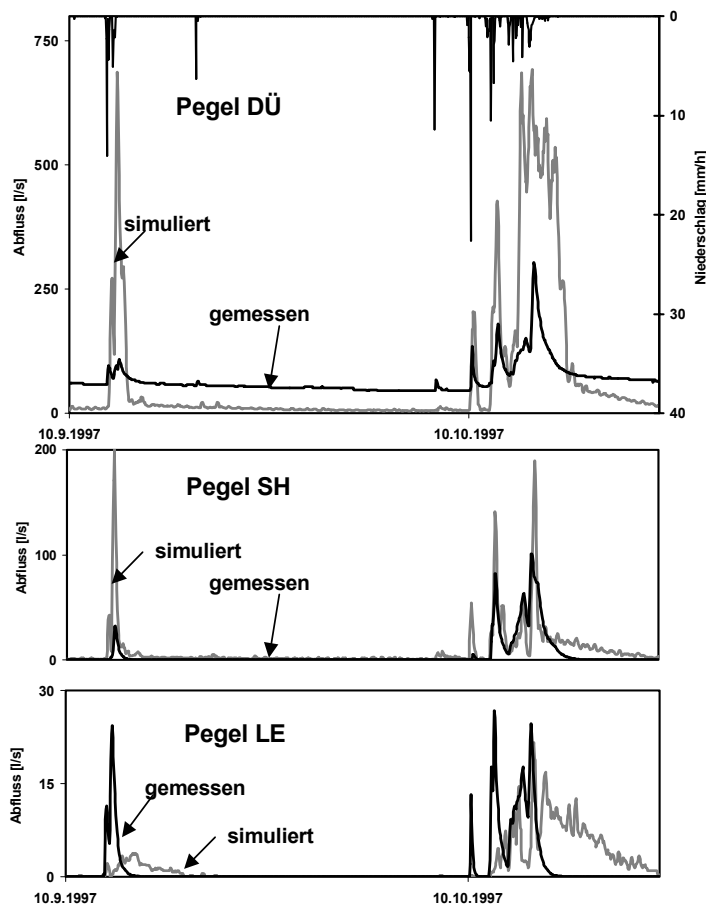 750
500
250
0
Abfluss [l/s]
Pegel DÜ
simuliert
gemessen
0
10
20
30
40
Niederschlag [mm/h]
10.9.1997
10.10.1997
200
100
0
Abfluss [l/s]
Pegel SH
simuliert
gemessen
30
15
0
Abfluss [l/s]
Pegel LE
gemessen
simuliert
10.9.1997
10.10.1997